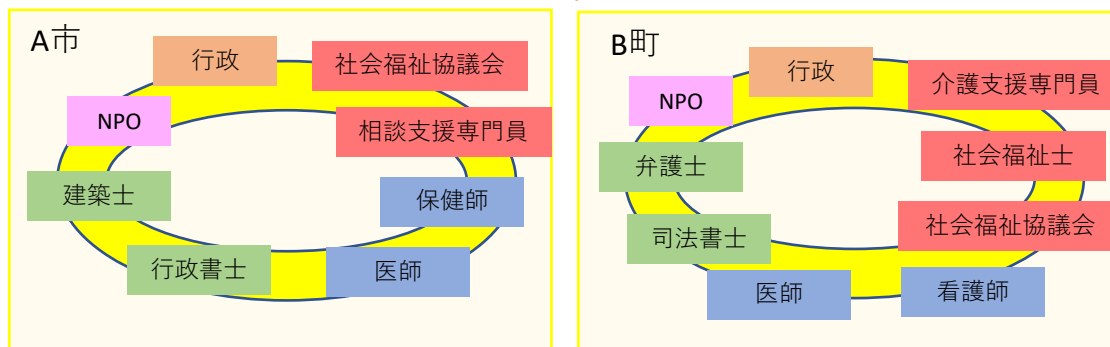 A市
行政
社会福祉協議会
NPO
相談支援専門員
建築士
保健師
行政書士
医師
B町
行政
介護支援専門員
NPO
弁護士
社会福祉士
司法書士
社会福祉協議会
医師
看護師